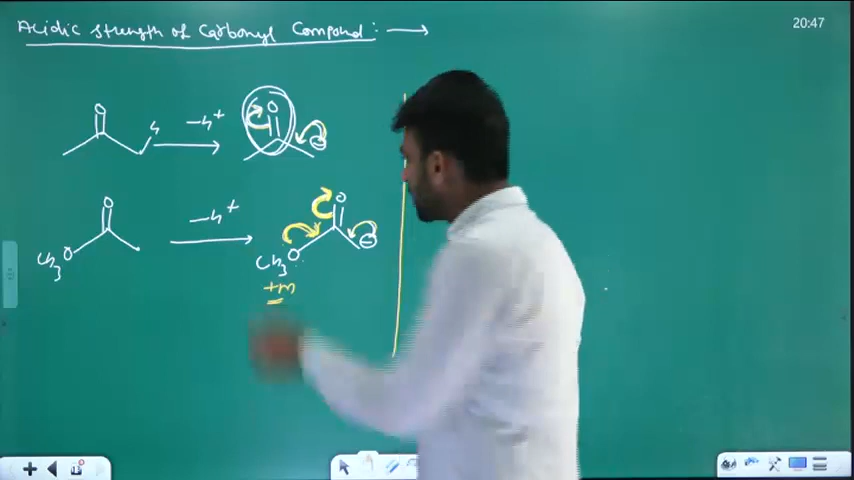 Acidic strength of Carbonyl Compound :→
20:47
O
H
-H⁺
O
⊖
O
CH₃O
-H⁺
O
⊖
CH₃O
+M